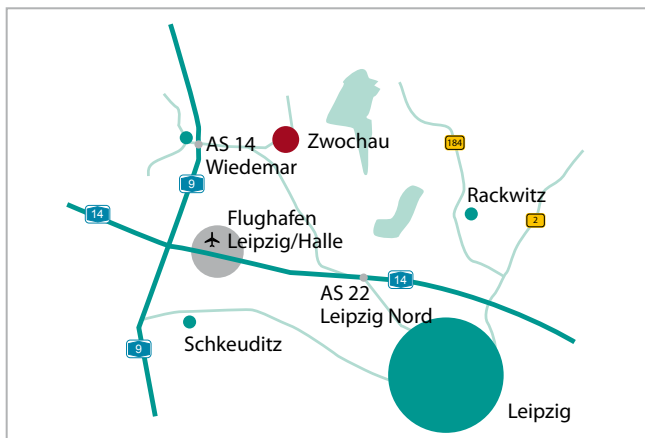 184
AS 14
Wiedemar
Zwochau
9
Rackwitz
14
Flughafen
Leipzig/Halle
2
14
AS 22
Leipzig Nord
9
Schkeuditz
Leipzig